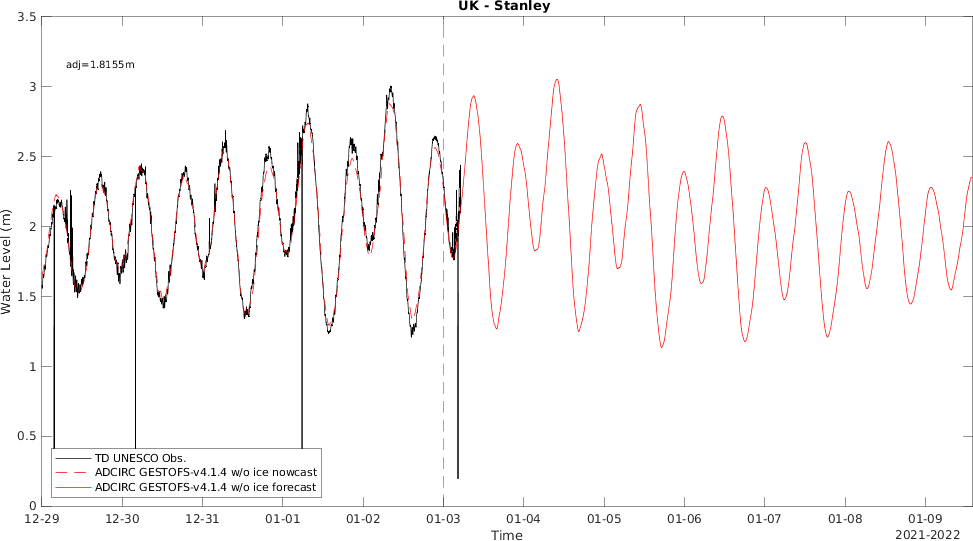 UK - Stanley
3.5
adj=1.8155m
3
2.5
2
Water Level (m)
1.5
1
0.5
TD UNESCO Obs.
ADCIRC GESTOFS-v4.1.4 w/o ice nowcast
ADCIRC GESTOFS-v4.1.4 w/o ice forecast
0
12-29 12-30 12-31 01-01 01-02 01-03 01-04 01-05 01-06 01-07 01-08 01-09
Time
2021-2022